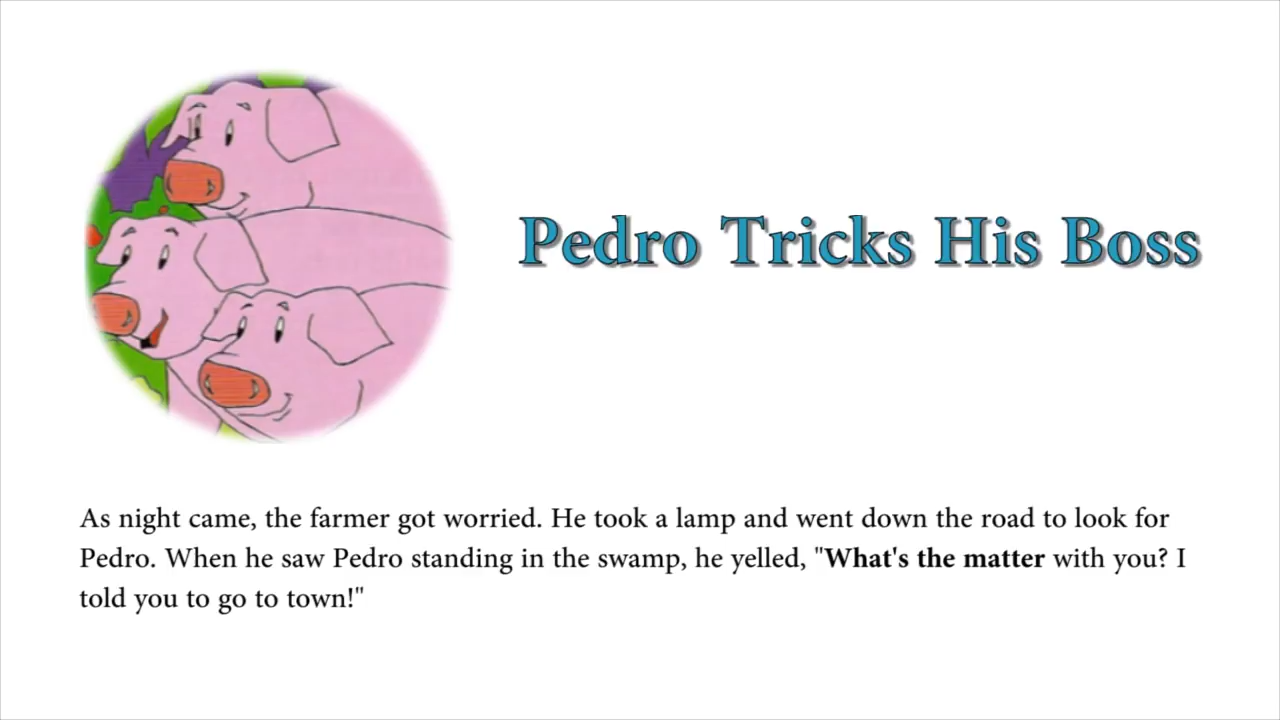 Pedro Tricks His Boss
As night came, the farmer got worried. He took a lamp and went down the road to look for
Pedro. When he saw Pedro standing in the swamp, he yelled, "What's the matter with you? I
told you to go to town!"